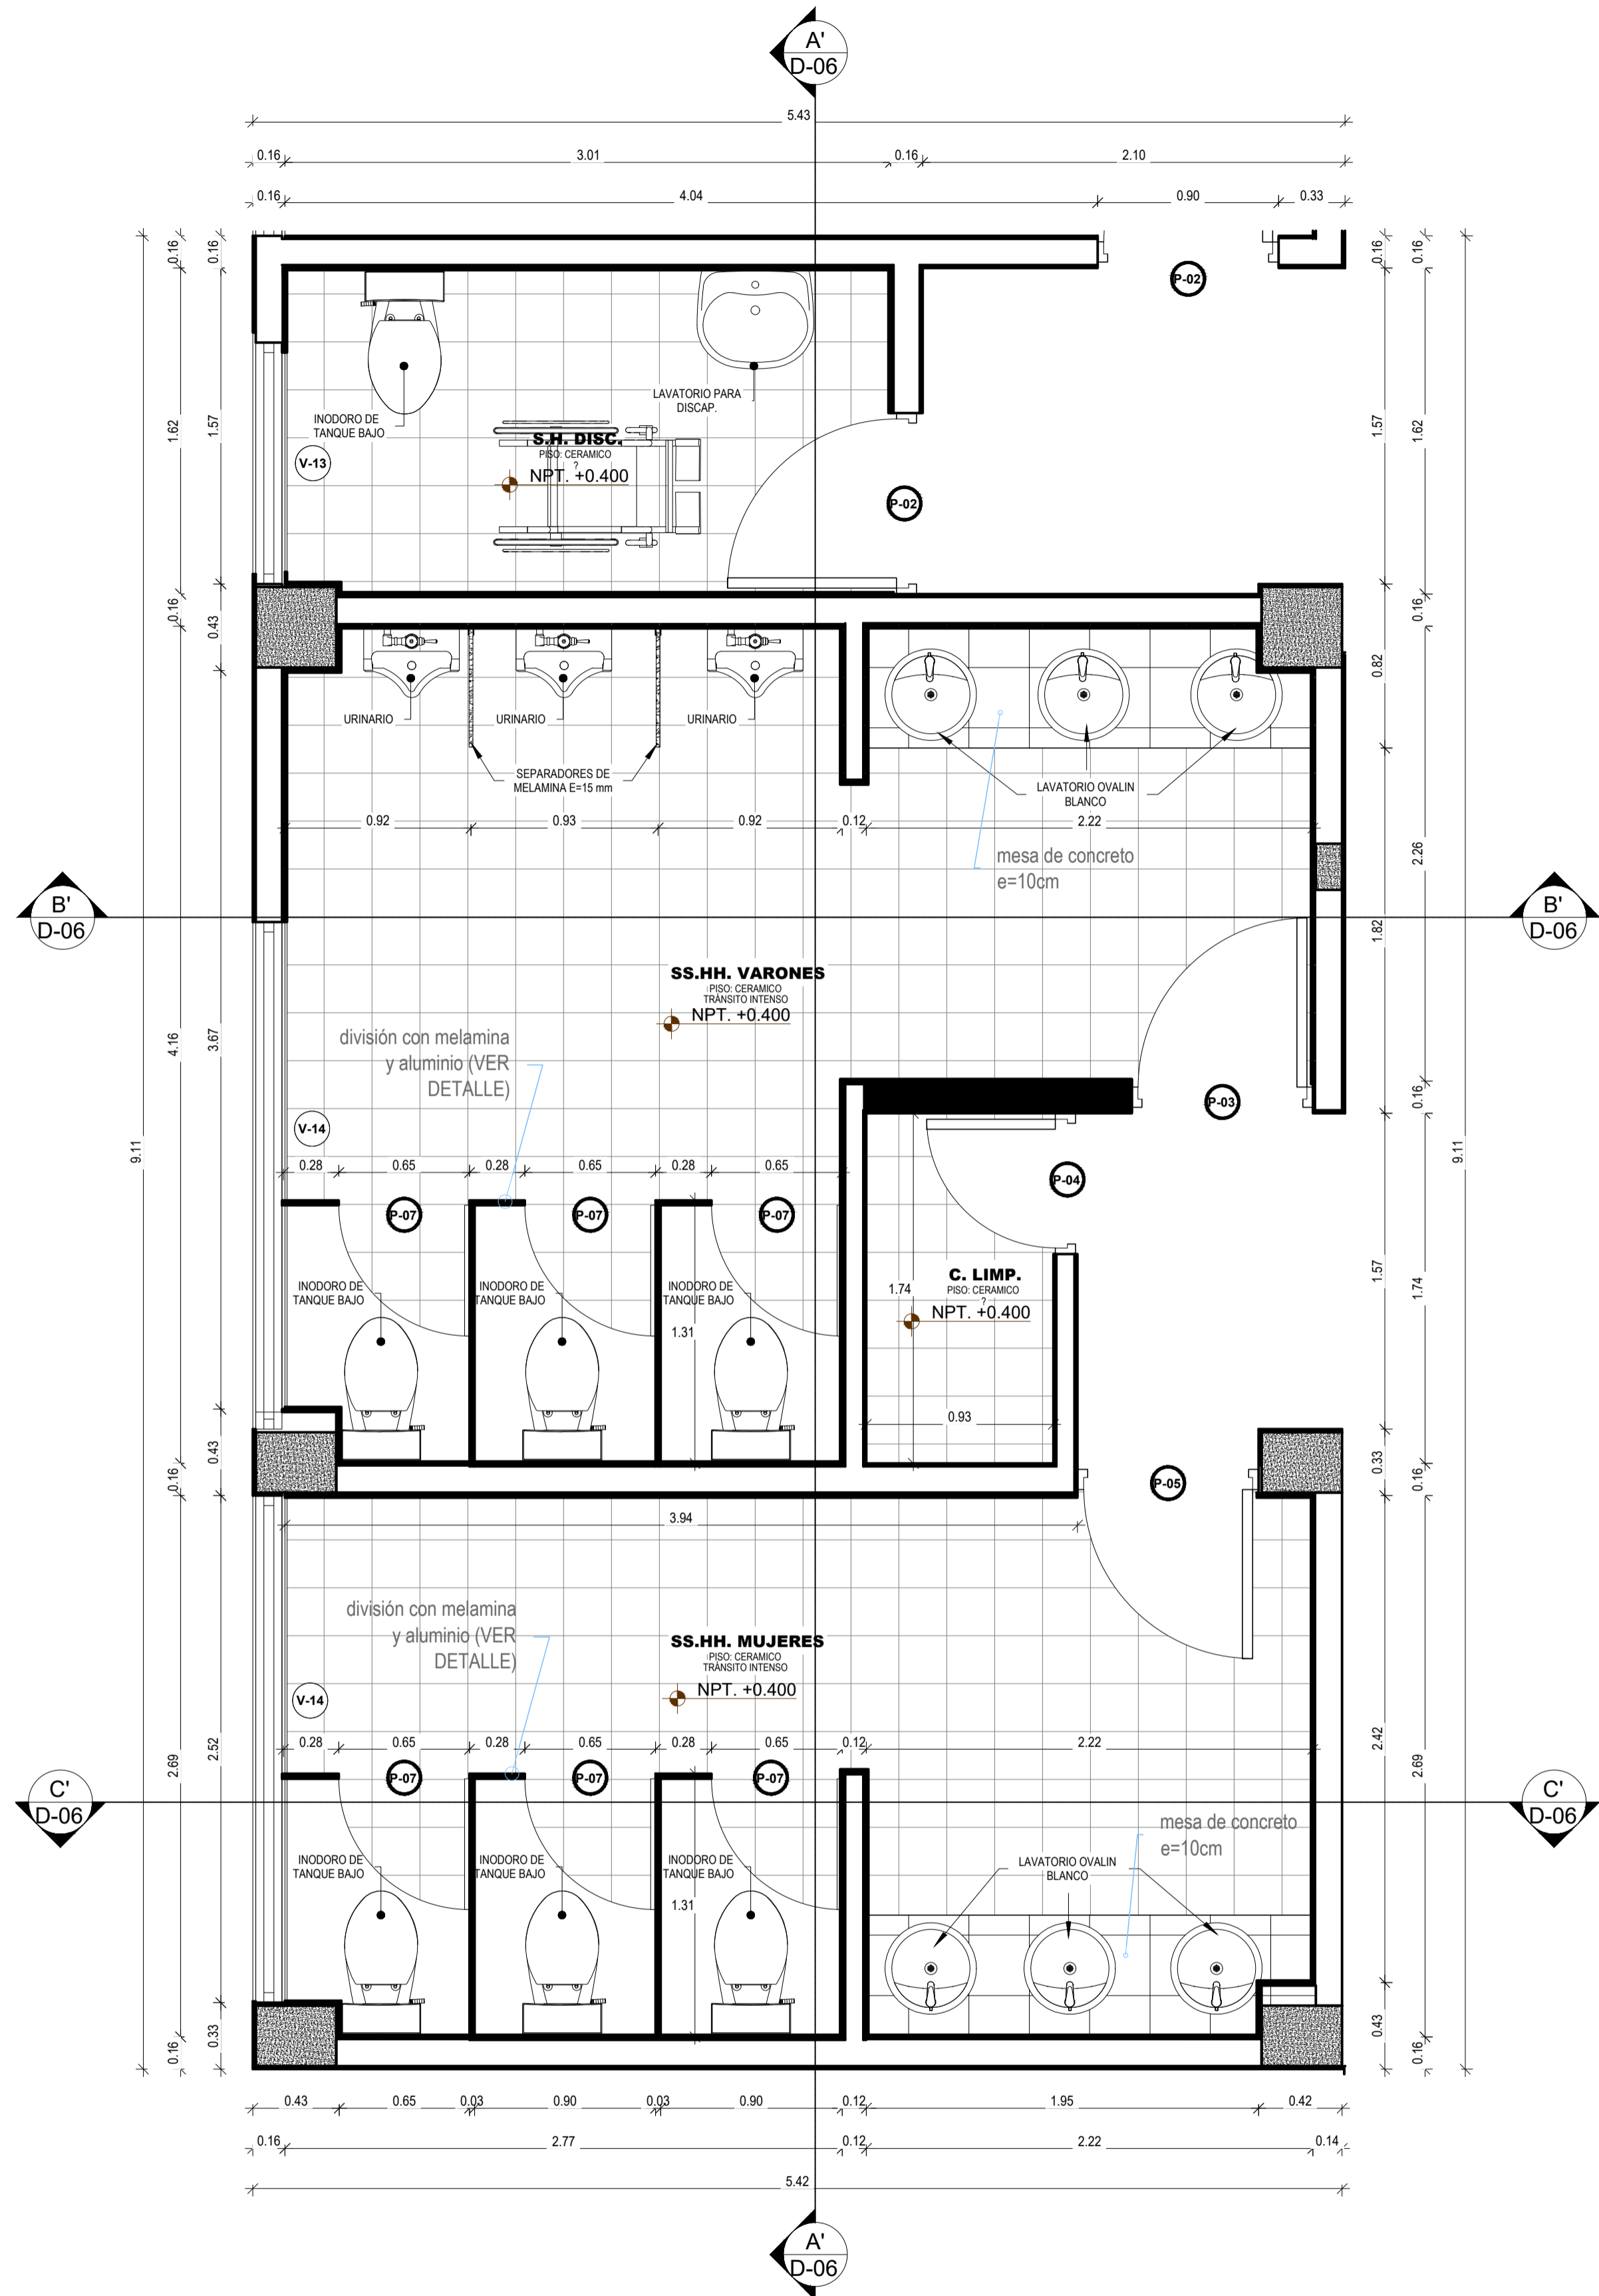 A'
D-06
5.43
0.16
3.01
0.16
2.10
0.16
4.04
0.90
0.33
0.16
0.16
0.16
0.16
P-02
INODORO DE
TANQUE BAJO
LAVATORIO PARA
DISCAP.
S.H. DISC.
PISO: CERAMICO
?
NPT. +0.400
V-13
P-02
1.62
1.57
1.57
1.62
0.16
0.43
0.82
0.16
URINARIO
URINARIO
URINARIO
SEPARADORES DE
MELAMINA E=15 mm
LAVATORIO OVALIN
BLANCO
0.92
0.93
0.92
0.12
2.22
mesa de concreto
e=10cm
2.26
B'
D-06
B'
D-06
1.82
SS.HH. VARONES
PISO: CERAMICO
TRÁNSITO INTENSO
NPT. +0.400
división con melamina
y aluminio (VER
DETALLE)
4.16
3.67
0.16
P-03
V-14
9.11
9.11
0.28
0.65
0.28
0.65
0.28
0.65
P-04
P-07
P-07
P-07
INODORO DE
TANQUE BAJO
INODORO DE
TANQUE BAJO
INODORO DE
TANQUE BAJO
1.31
1.74
C. LIMP.
PISO: CERAMICO
?
NPT. +0.400
1.57
1.74
0.93
0.16
0.43
0.33
0.16
P-05
3.94
división con melamina
y aluminio (VER
DETALLE)
SS.HH. MUJERES
PISO: CERAMICO
TRÁNSITO INTENSO
NPT. +0.400
V-14
0.28
0.65
0.28
0.65
0.28
0.65
0.12
2.22
2.69
2.52
2.42
2.69
P-07
P-07
P-07
C'
D-06
C'
D-06
mesa de concreto
e=10cm
INODORO DE
TANQUE BAJO
INODORO DE
TANQUE BAJO
INODORO DE
TANQUE BAJO
LAVATORIO OVALIN
BLANCO
1.31
0.16
0.33
0.43
0.16
0.43
0.65
0.03
0.90
0.03
0.90
0.12
1.95
0.42
0.16
2.77
0.12
2.22
0.14
5.42
A'
D-06